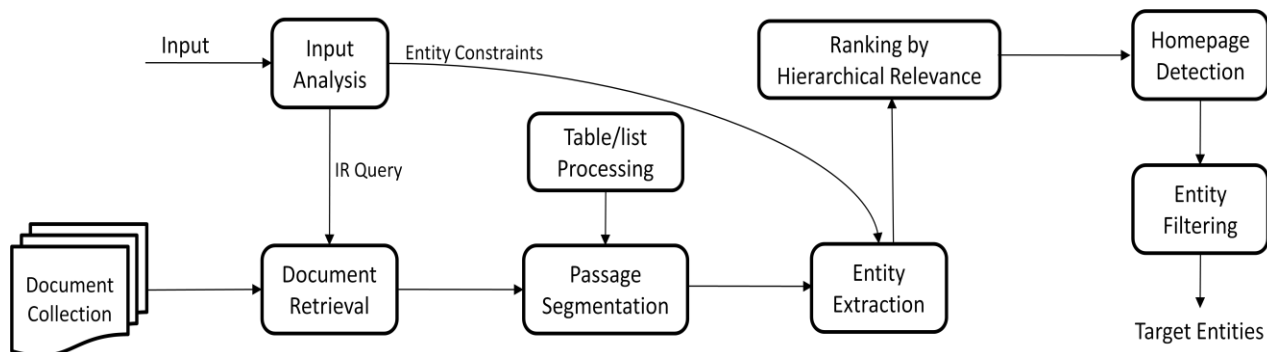 Input
Input
Analysis
Entity Constraints
Ranking by
Hierarchical Relevance
Homepage
Detection
IR Query
Table/list
Processing
Entity
Filtering
Document
Collection
Document
Retrieval
Passage
Segmentation
Entity
Extraction
Target Entities